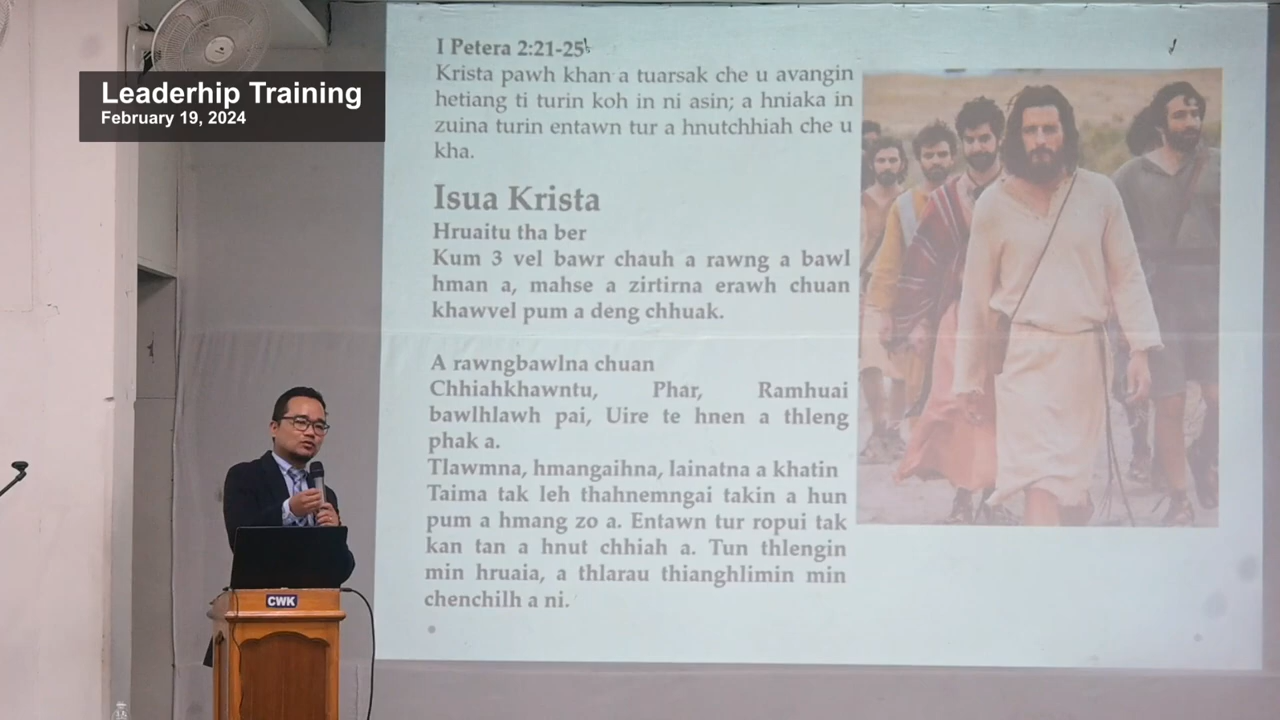 Leaderhip Training
February 19, 2024
I Petera 2:21-25
Krista pawh khan a tuarsak che u avangin
hetiang ti turin koh in ni asin; a hniaka in
zuina turin entawn tur a hnutchhiah che u
kha.
Isua Krista
Hruaitu tha ber
Kum 3 vel bawr chauh a rawng a bawl
hman a, mahse a zirtirna erawh chuan
khawvel pum a deng chhuak.
A rawngbawlna chuan
Chhiahkhawntu, Phar, Ramhuai
bawlhlawh pai, Uire te hnen a thleng
phak a.
Tlawmna, hmangaihna, lainatna a khatin
Taima tak leh thahnemngai takin a hun
pum a hmang zo a. Entawn tur ropui tak
kan tan a hnut chhiah a. Tun thlengin
min hruaia, a thlarau thianghlimin min
chenchilh a ni.
CWK